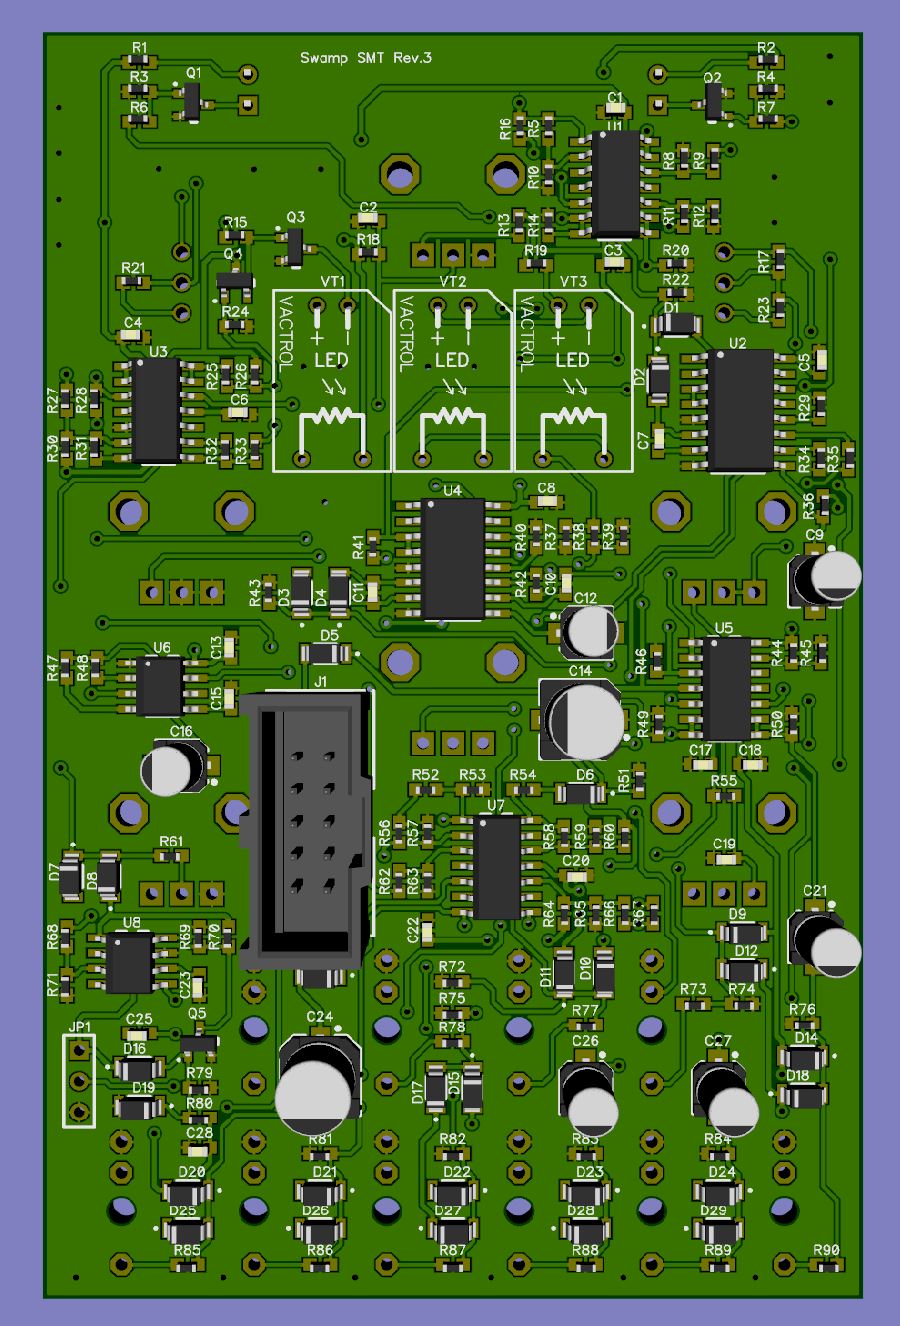 Swamp SMT Rev.3
R1
R2
R3
Q1
Q2
R4
R6
C1
R7
R16
R5
U1
R10
R8
R9
C2
R15
Q3
R13
R14
R11
R12
R18
R19
C3
R20
R17
R21
R22
VT1
VT2
VT3
R24
D1
R23
VACTROL
VACTROL
VACTROL
C4
+
−
+
−
+
−
U3
U2
LED
LED
LED
R25
R26
D2
C5
R27
R28
C6
R29
R30
R31
R32
R33
C7
R34
R35
U4
C8
R36
R41
R40
R37
R38
R39
C9
R43
D3
D4
C11
R42
C10
C12
U5
D5
R47
R48
U6
C13
R46
R44
R45
C14
J1
C15
R49
R50
C16
C17
C18
R52
R53
R54
D6
R51
R55
U7
R56
R57
R58
R59
R60
R61
C19
D7
D8
R62
R63
C20
C21
R64
R66
R67
D9
R68
U8
R69
R70
C22
D12
R71
C23
R72
D11
D10
R73
R74
Q5
R75
R77
R76
JP1
C25
C24
R78
D16
C26
C27
D14
D19
R79
D17
D15
D18
R80
C28
R81
R82
R83
R84
D20
D21
D22
D23
D24
D25
D26
D27
D28
D29
R85
R86
R87
R88
R89
R90